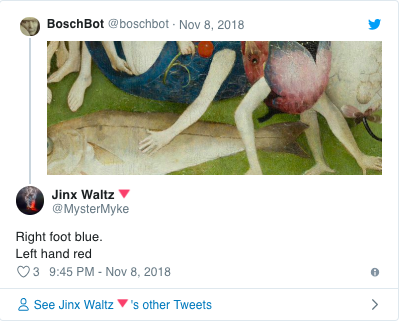 BoschBot @boschbot · Nov 8, 2018
Jinx Waltz🔻
@MysterMyke
Right foot blue.
Left hand red
3 9:45 PM - Nov 8, 2018
See Jinx Waltz🔻's other Tweets